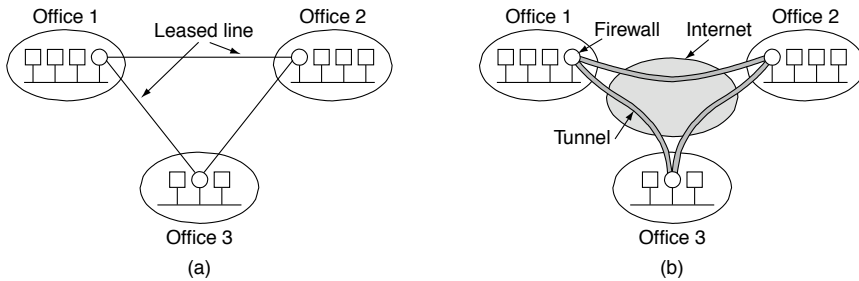 Office 1
Leased line
Office 2
Office 3
(a)
Office 1
Firewall
Internet
Office 2
Tunnel
Office 3
(b)